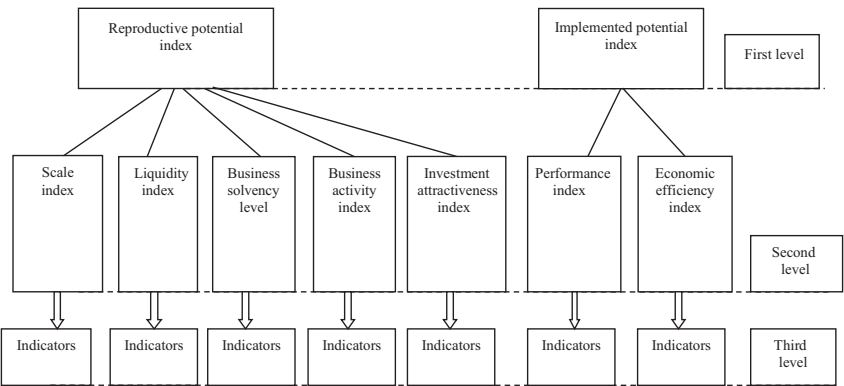 Reproductive potential
index
Implemented potential
index
First level
Scale
index
Liquidity
index
Business
solvency
level
Business
activity
index
Investment
attractiveness
index
Performance
index
Economic
efficiency
index
Second
level
Indicators
Indicators
Indicators
Indicators
Indicators
Indicators
Indicators
Third
level